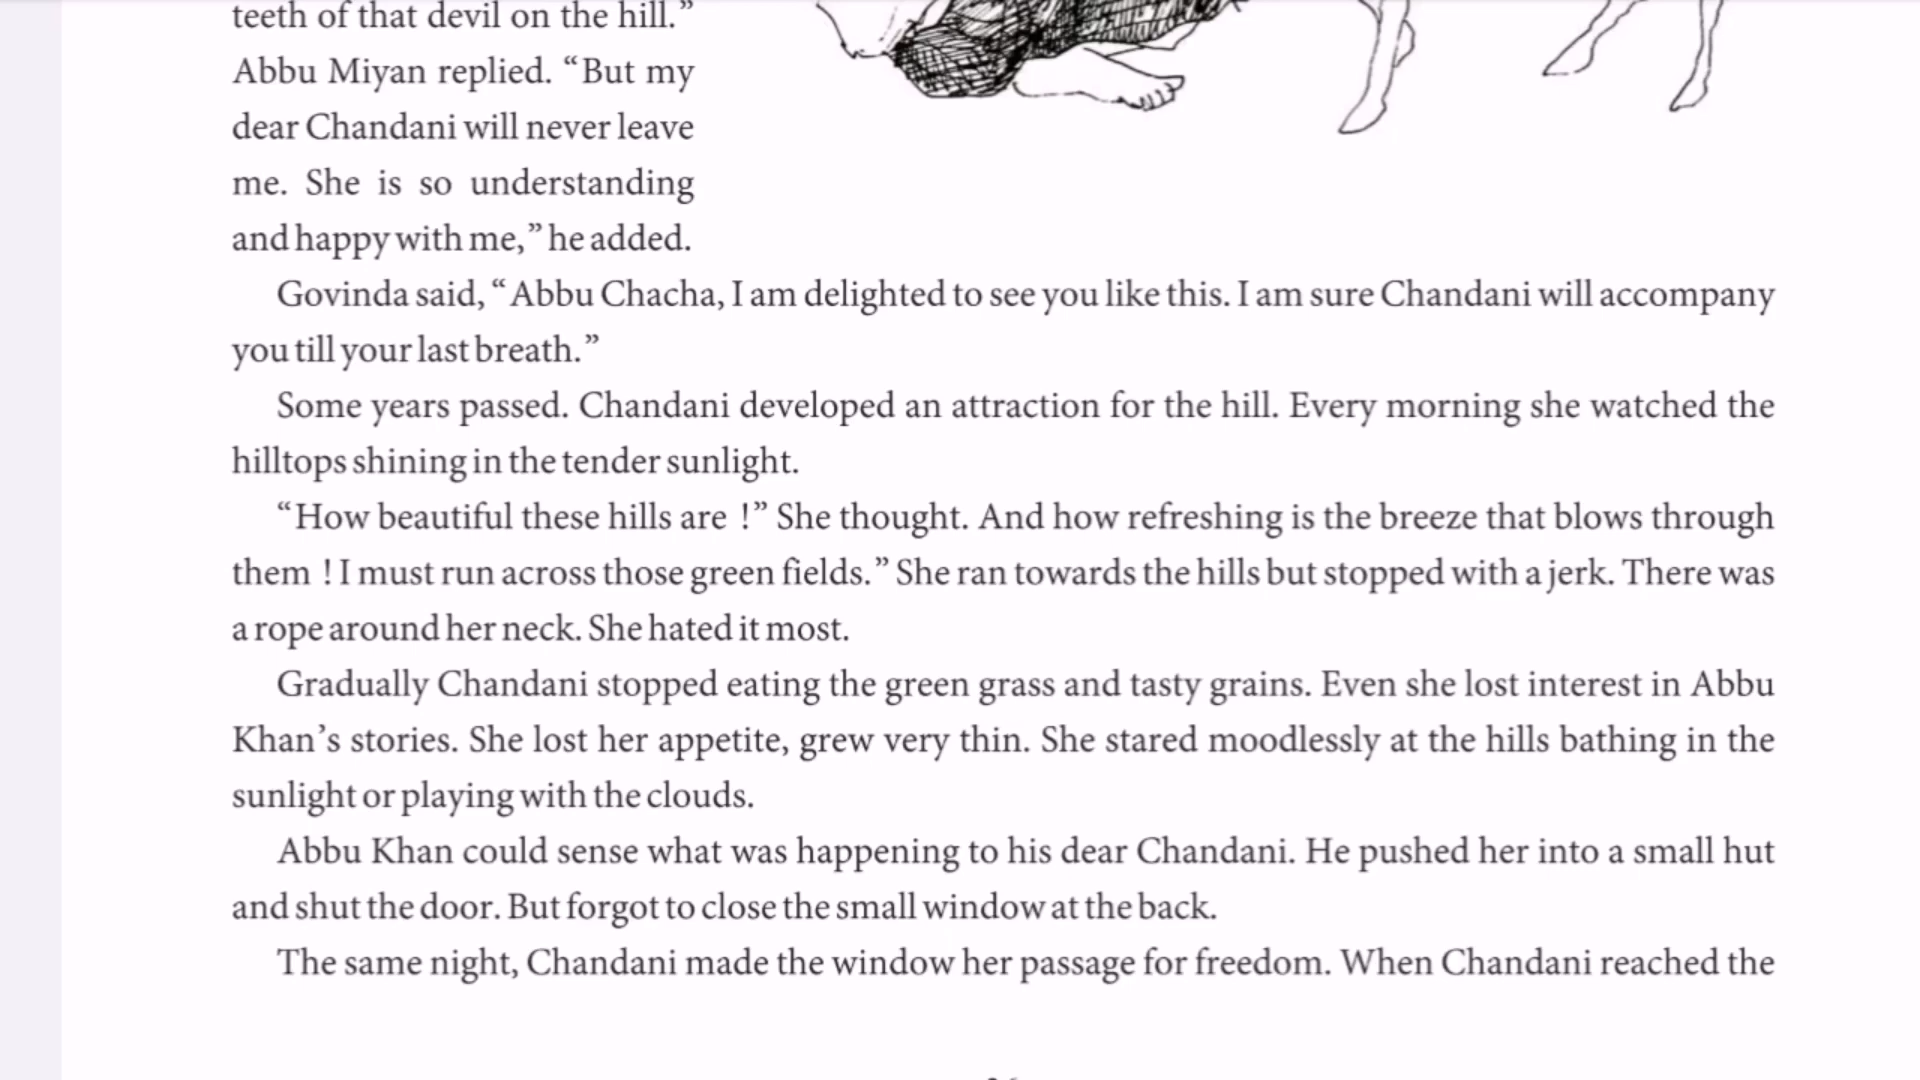 teeth of that devil on the hill.”
Abbu Miyan replied. “But my
dear Chandani will never leave
me. She is so understanding
and happy with me,” he added.
Govinda said, “Abbu Chacha, I am delighted to see you like this. I am sure Chandani will accompany
you till your last breath.”
Some years passed. Chandani developed an attraction for the hill. Every morning she watched the
hilltops shining in the tender sunlight.
“How beautiful these hills are !” She thought. And how refreshing is the breeze that blows through
them ! I must run across those green fields.” She ran towards the hills but stopped with a jerk. There was
a rope around her neck. She hated it most.
Gradually Chandani stopped eating the green grass and tasty grains. Even she lost interest in Abbu
Khan’s stories. She lost her appetite, grew very thin. She stared moodlessly at the hills bathing in the
sunlight or playing with the clouds.
Abbu Khan could sense what was happening to his dear Chandani. He pushed her into a small hut
and shut the door. But forgot to close the small window at the back.
The same night, Chandani made the window her passage for freedom. When Chandani reached the